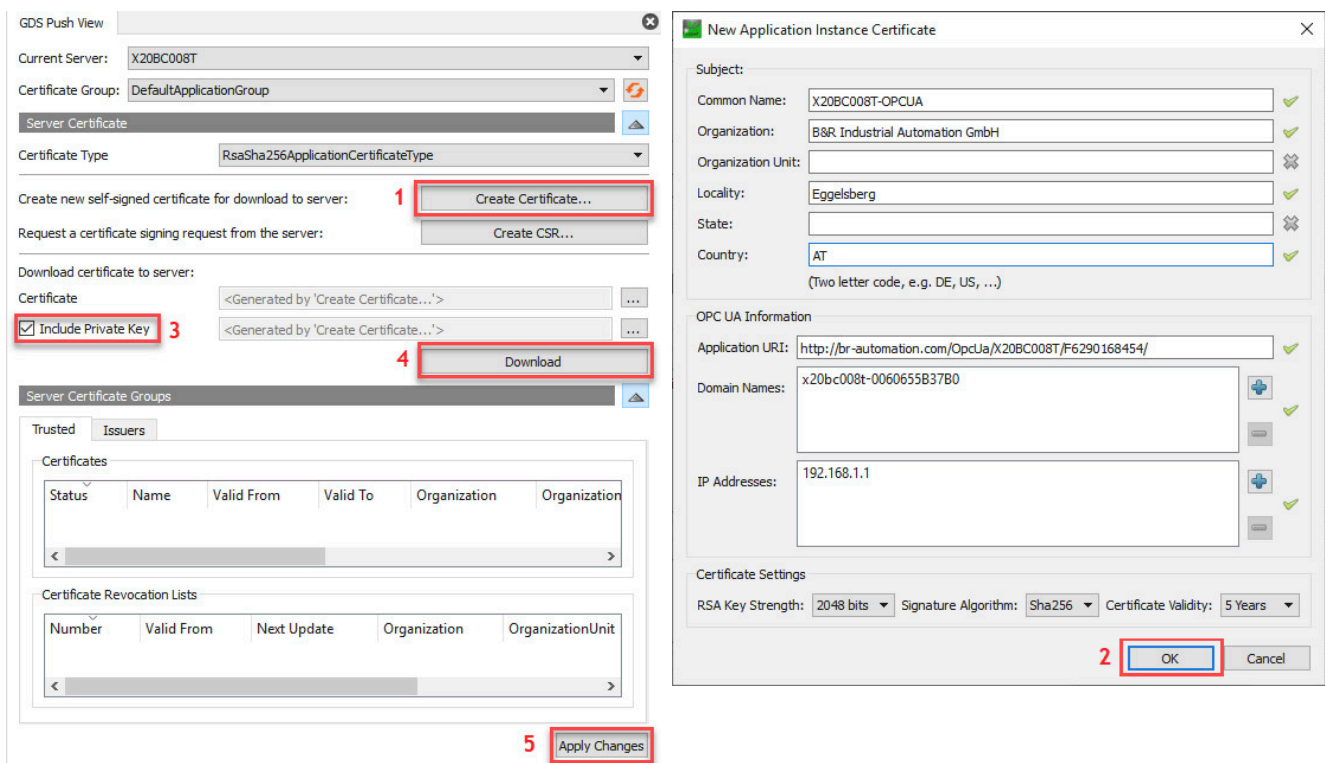 GDS Push View
Current Server: X20BC008T
Certificate Group: DefaultApplicationGroup
Server Certificate
Certificate Type RsaSha256ApplicationCertificateType
Create new self-signed certificate for download to server: 1 Create Certificate...
Request a certificate signing request from the server: Create CSR...
Download certificate to server:
Certificate <Generated by 'Create Certificate...'> ...
Include Private Key 3 <Generated by 'Create Certificate...'> ...
4 Download
Server Certificate Groups
Trusted Issuers
Certificates
Status Name Valid From Valid To Organization Organization
Certificate Revocation Lists
Number Valid From Next Update Organization OrganizationUnit
5 Apply Changes
New Application Instance Certificate
Subject:
Common Name: X20BC008T-OPCUA
Organization: B&R Industrial Automation GmbH
Organization Unit:
Locality: Eggelsberg
State:
Country: AT
(Two letter code, e.g. DE, US, ...)
OPC UA Information
Application URI: http://br-automation.com/OpcUa/X20BC008T/F6290168454/
Domain Names: x20bc008t-0060655B37B0
IP Addresses: 192.168.1.1
Certificate Settings
RSA Key Strength: 2048 bits Signature Algorithm: Sha256 Certificate Validity: 5 Years
2 OK Cancel